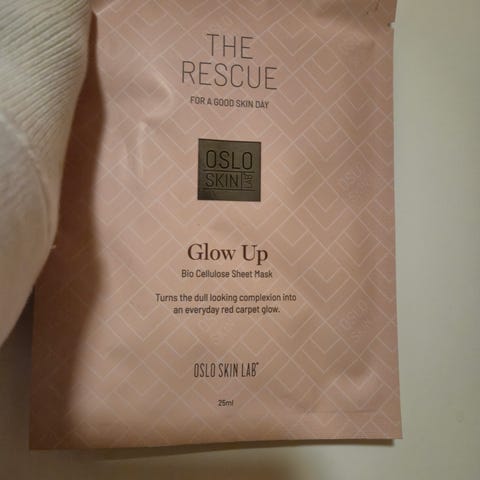 THE
RESCUE
FOR A GOOD SKIN DAY
OSLO
SKIN LAB
Glow Up
Bio Cellulose Sheet Mask
Turns the dull looking complexion into
an everyday red carpet glow.
OSLO SKIN LAB
25ml